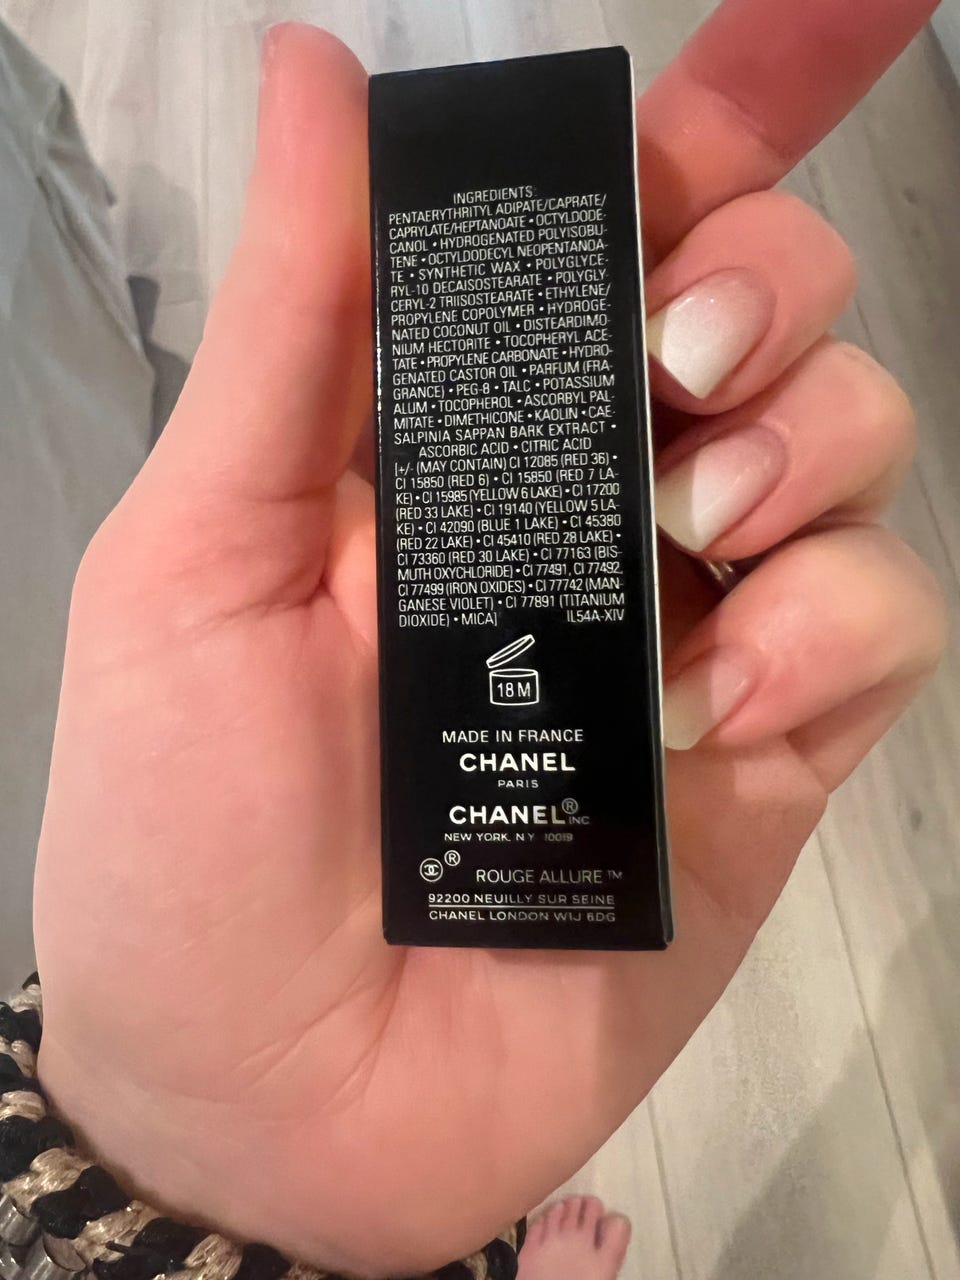 INGREDIENTS:
PENTAERYTHRITYL ADIPATE/CAPRATE/
CAPRYLATE/HEPTANOATE • OCTYLDODE-
CANOL • HYDROGENATED POLYISOBU-
TENE • OCTYLDODECYL NEOPENTANOA-
TE • SYNTHETIC WAX • POLYGLYCE-
RYL-10 DECAISOSTEARATE • POLYGLY-
CERYL-2 TRIISOSTEARATE • ETHYLENE/
PROPYLENE COPOLYMER • HYDROGE-
NATED COCONUT OIL • DISTEARDIMO-
NIUM HECTORITE • TOCOPHERYL ACE-
TATE • PROPYLENE CARBONATE • HYDRO-
GENATED CASTOR OIL • PARFUM (FRA-
GRANCE) • PEG-8 • TALC • POTASSIUM
ALUM • TOCOPHEROL • ASCORBYL PAL-
MITATE • DIMETHICONE • KAOLIN • CAE-
SALPINIA SAPPAN BARK EXTRACT •
ASCORBIC ACID • CITRIC ACID
[+/- (MAY CONTAIN) CI 12085 (RED 36) •
CI 15850 (RED 6) • CI 15850 (RED 7 LA-
KE) • CI 15985 (YELLOW 6 LAKE) • CI 17200
(RED 33 LAKE) • CI 19140 (YELLOW 5 LA-
KE) • CI 42090 (BLUE 1 LAKE) • CI 45380
(RED 22 LAKE) • CI 45410 (RED 28 LAKE) •
CI 73360 (RED 30 LAKE) • CI 77163 (BIS-
MUTH OXYCHLORIDE) • CI 77491, CI 77492,
CI 77499 (IRON OXIDES) • CI 77742 (MAN-
GANESE VIOLET) • CI 77891 (TITANIUM
DIOXIDE) • MICA] IL54A-XIV
18 M
MADE IN FRANCE
CHANEL
PARIS
CHANEL® INC
NEW YORK, N Y 10019
® ROUGE ALLURE™
92200 NEUILLY SUR SEINE
CHANEL LONDON W1J 6DG